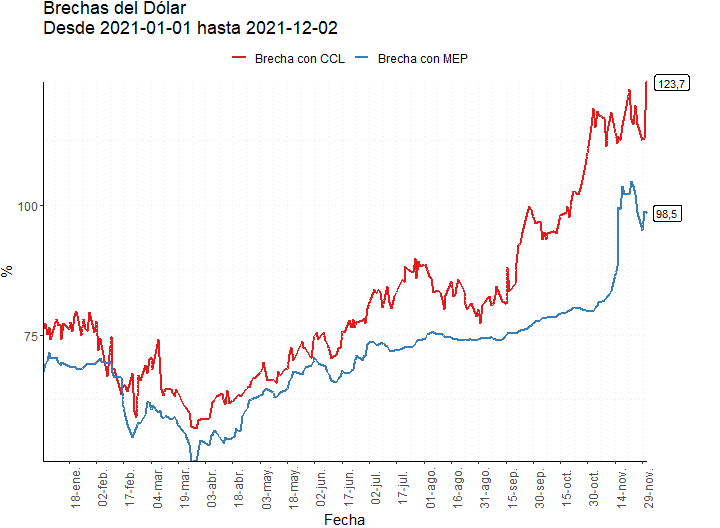 Brechas del Dólar
Desde 2021-01-01 hasta 2021-12-02
Brecha con CCL
Brecha con MEP
123,7
100
98,5
%
75
18-ene.
02-feb.
17-feb.
04-mar.
19-mar.
03-abr.
18-abr.
03-may.
18-may.
02-jun.
17-jun.
02-jul.
17-jul.
01-ago.
16-ago.
31-ago.
15-sep.
30-sep.
15-oct.
30-oct.
14-nov.
29-nov.
Fecha